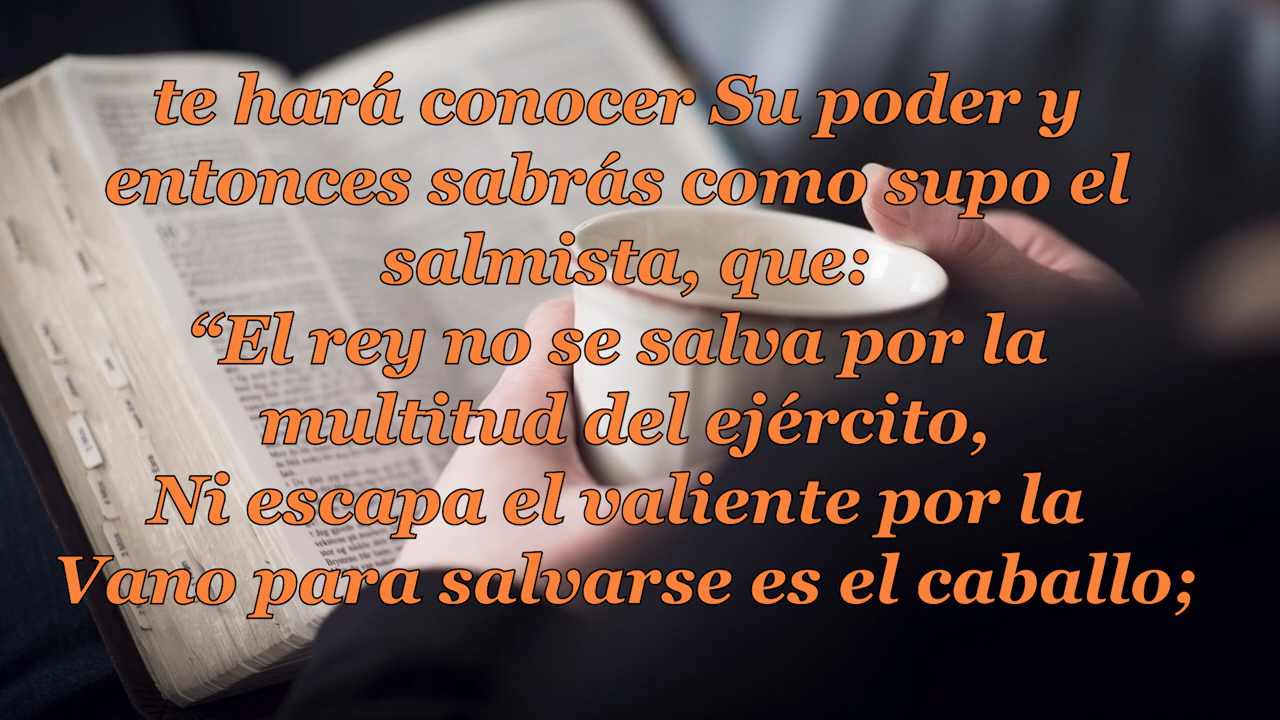 te hará conocer Su poder y
entonces sabrás como supo el
salmista, que:
“El rey no se salva por la
multitud del ejército,
Ni escapa el valiente por la
Vano para salvarse es el caballo;